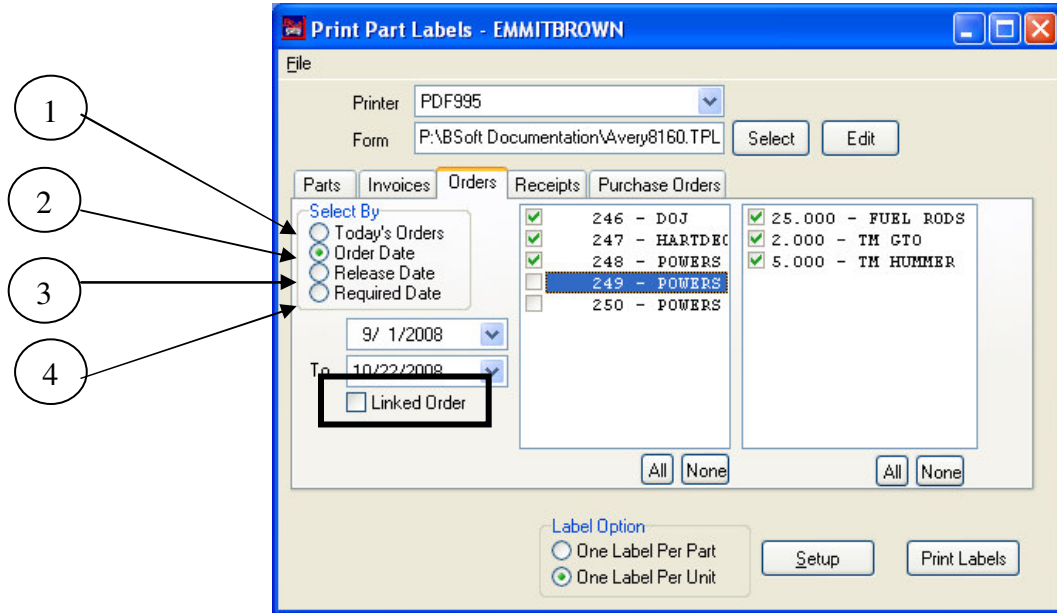 Print Part Labels - EMMITBROWN
File
Printer PDF995
Form P:\BSoft Documentation\Avery8160.TPL Select Edit
Parts Invoices Orders Receipts Purchase Orders
Select By
Today's Orders
Order Date
Release Date
Required Date
9/ 1/2008
To 10/22/2008
Linked Order
246 - DOJ
247 - HARTDEC
248 - POWERS
249 - POWERS
250 - POWERS
All None
25.000 - FUEL RODS
2.000 - TM GTO
5.000 - TM HUMMER
All None
Label Option
One Label Per Part
One Label Per Unit
Setup Print Labels
1
2
3
4